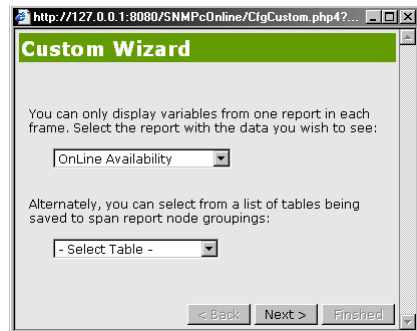 http://127.0.0.1:8080/SNMPcOnline/CfgCustom.php4?...
Custom Wizard
You can only display variables from one report in each
frame. Select the report with the data you wish to see:
OnLine Availability
Alternately, you can select from a list of tables being
saved to span report node groupings:
- Select Table -
< Back Next > Finshed